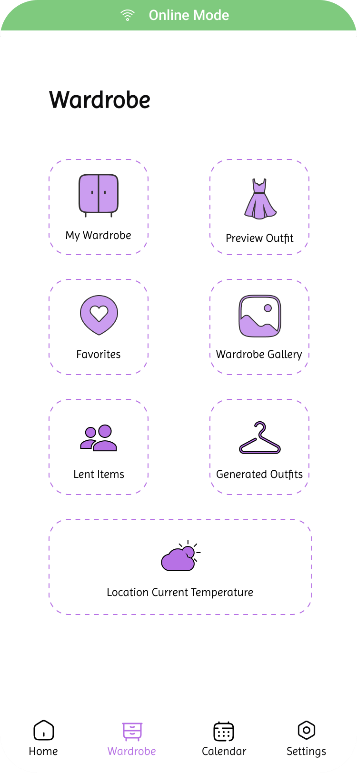 Online Mode
Wardrobe
My Wardrobe
Preview Outfit
Favorites
Wardrobe Gallery
Lent Items
Generated Outfits
Location Current Temperature
Home
Wardrobe
Calendar
Settings